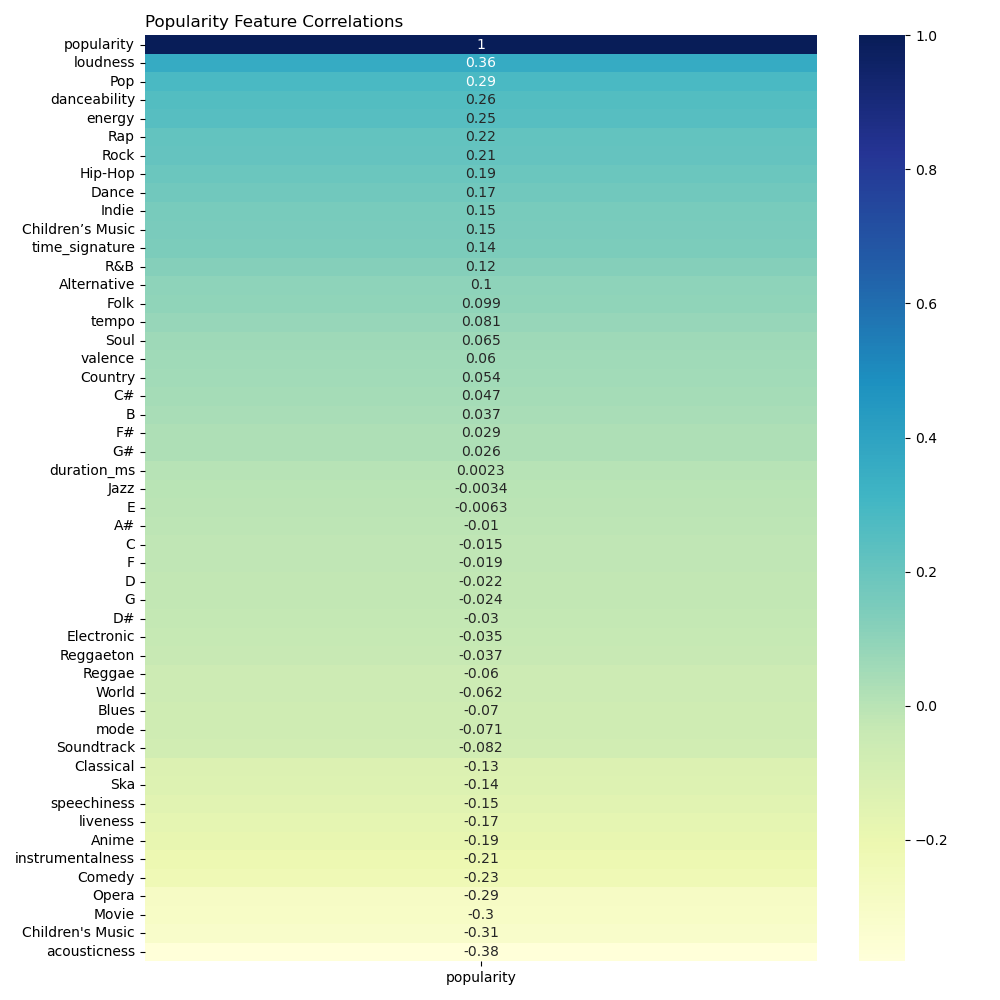 Popularity Feature Correlations
popularity 1
loudness 0.36
Pop 0.29
danceability 0.26
energy 0.25
Rap 0.22
Rock 0.21
Hip-Hop 0.19
Dance 0.17
Indie 0.15
Children’s Music 0.15
time_signature 0.14
R&B 0.12
Alternative 0.1
Folk 0.099
tempo 0.081
Soul 0.065
valence 0.06
Country 0.054
C# 0.047
B 0.037
F# 0.029
G# 0.026
duration_ms 0.0023
Jazz -0.0034
E -0.0063
A# -0.01
C -0.015
F -0.019
D -0.022
G -0.024
D# -0.03
Electronic -0.035
Reggaeton -0.037
Reggae -0.06
World -0.062
Blues -0.07
mode -0.071
Soundtrack -0.082
Classical -0.13
Ska -0.14
speechiness -0.15
liveness -0.17
Anime -0.19
instrumentalness -0.21
Comedy -0.23
Opera -0.29
Movie -0.3
Children's Music -0.31
acousticness -0.38
popularity
1.0
0.8
0.6
0.4
0.2
0.0
−0.2